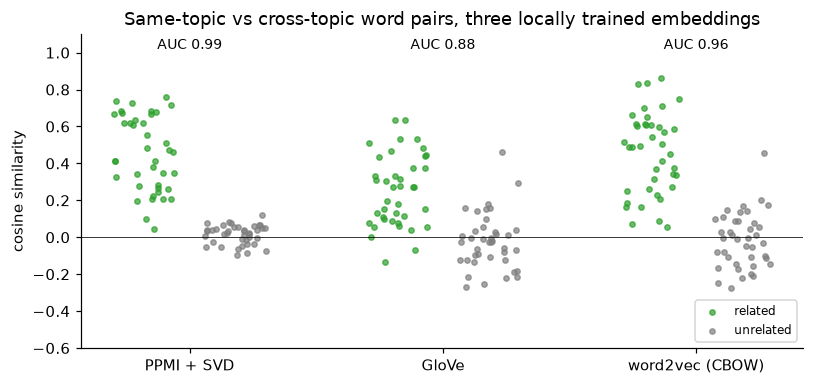 Same-topic vs cross-topic word pairs, three locally trained embeddings
AUC 0.99
AUC 0.88
AUC 0.96
cosine similarity
1.0
0.8
0.6
0.4
0.2
0.0
−0.2
−0.4
−0.6
related
unrelated
PPMI + SVD
GloVe
word2vec (CBOW)